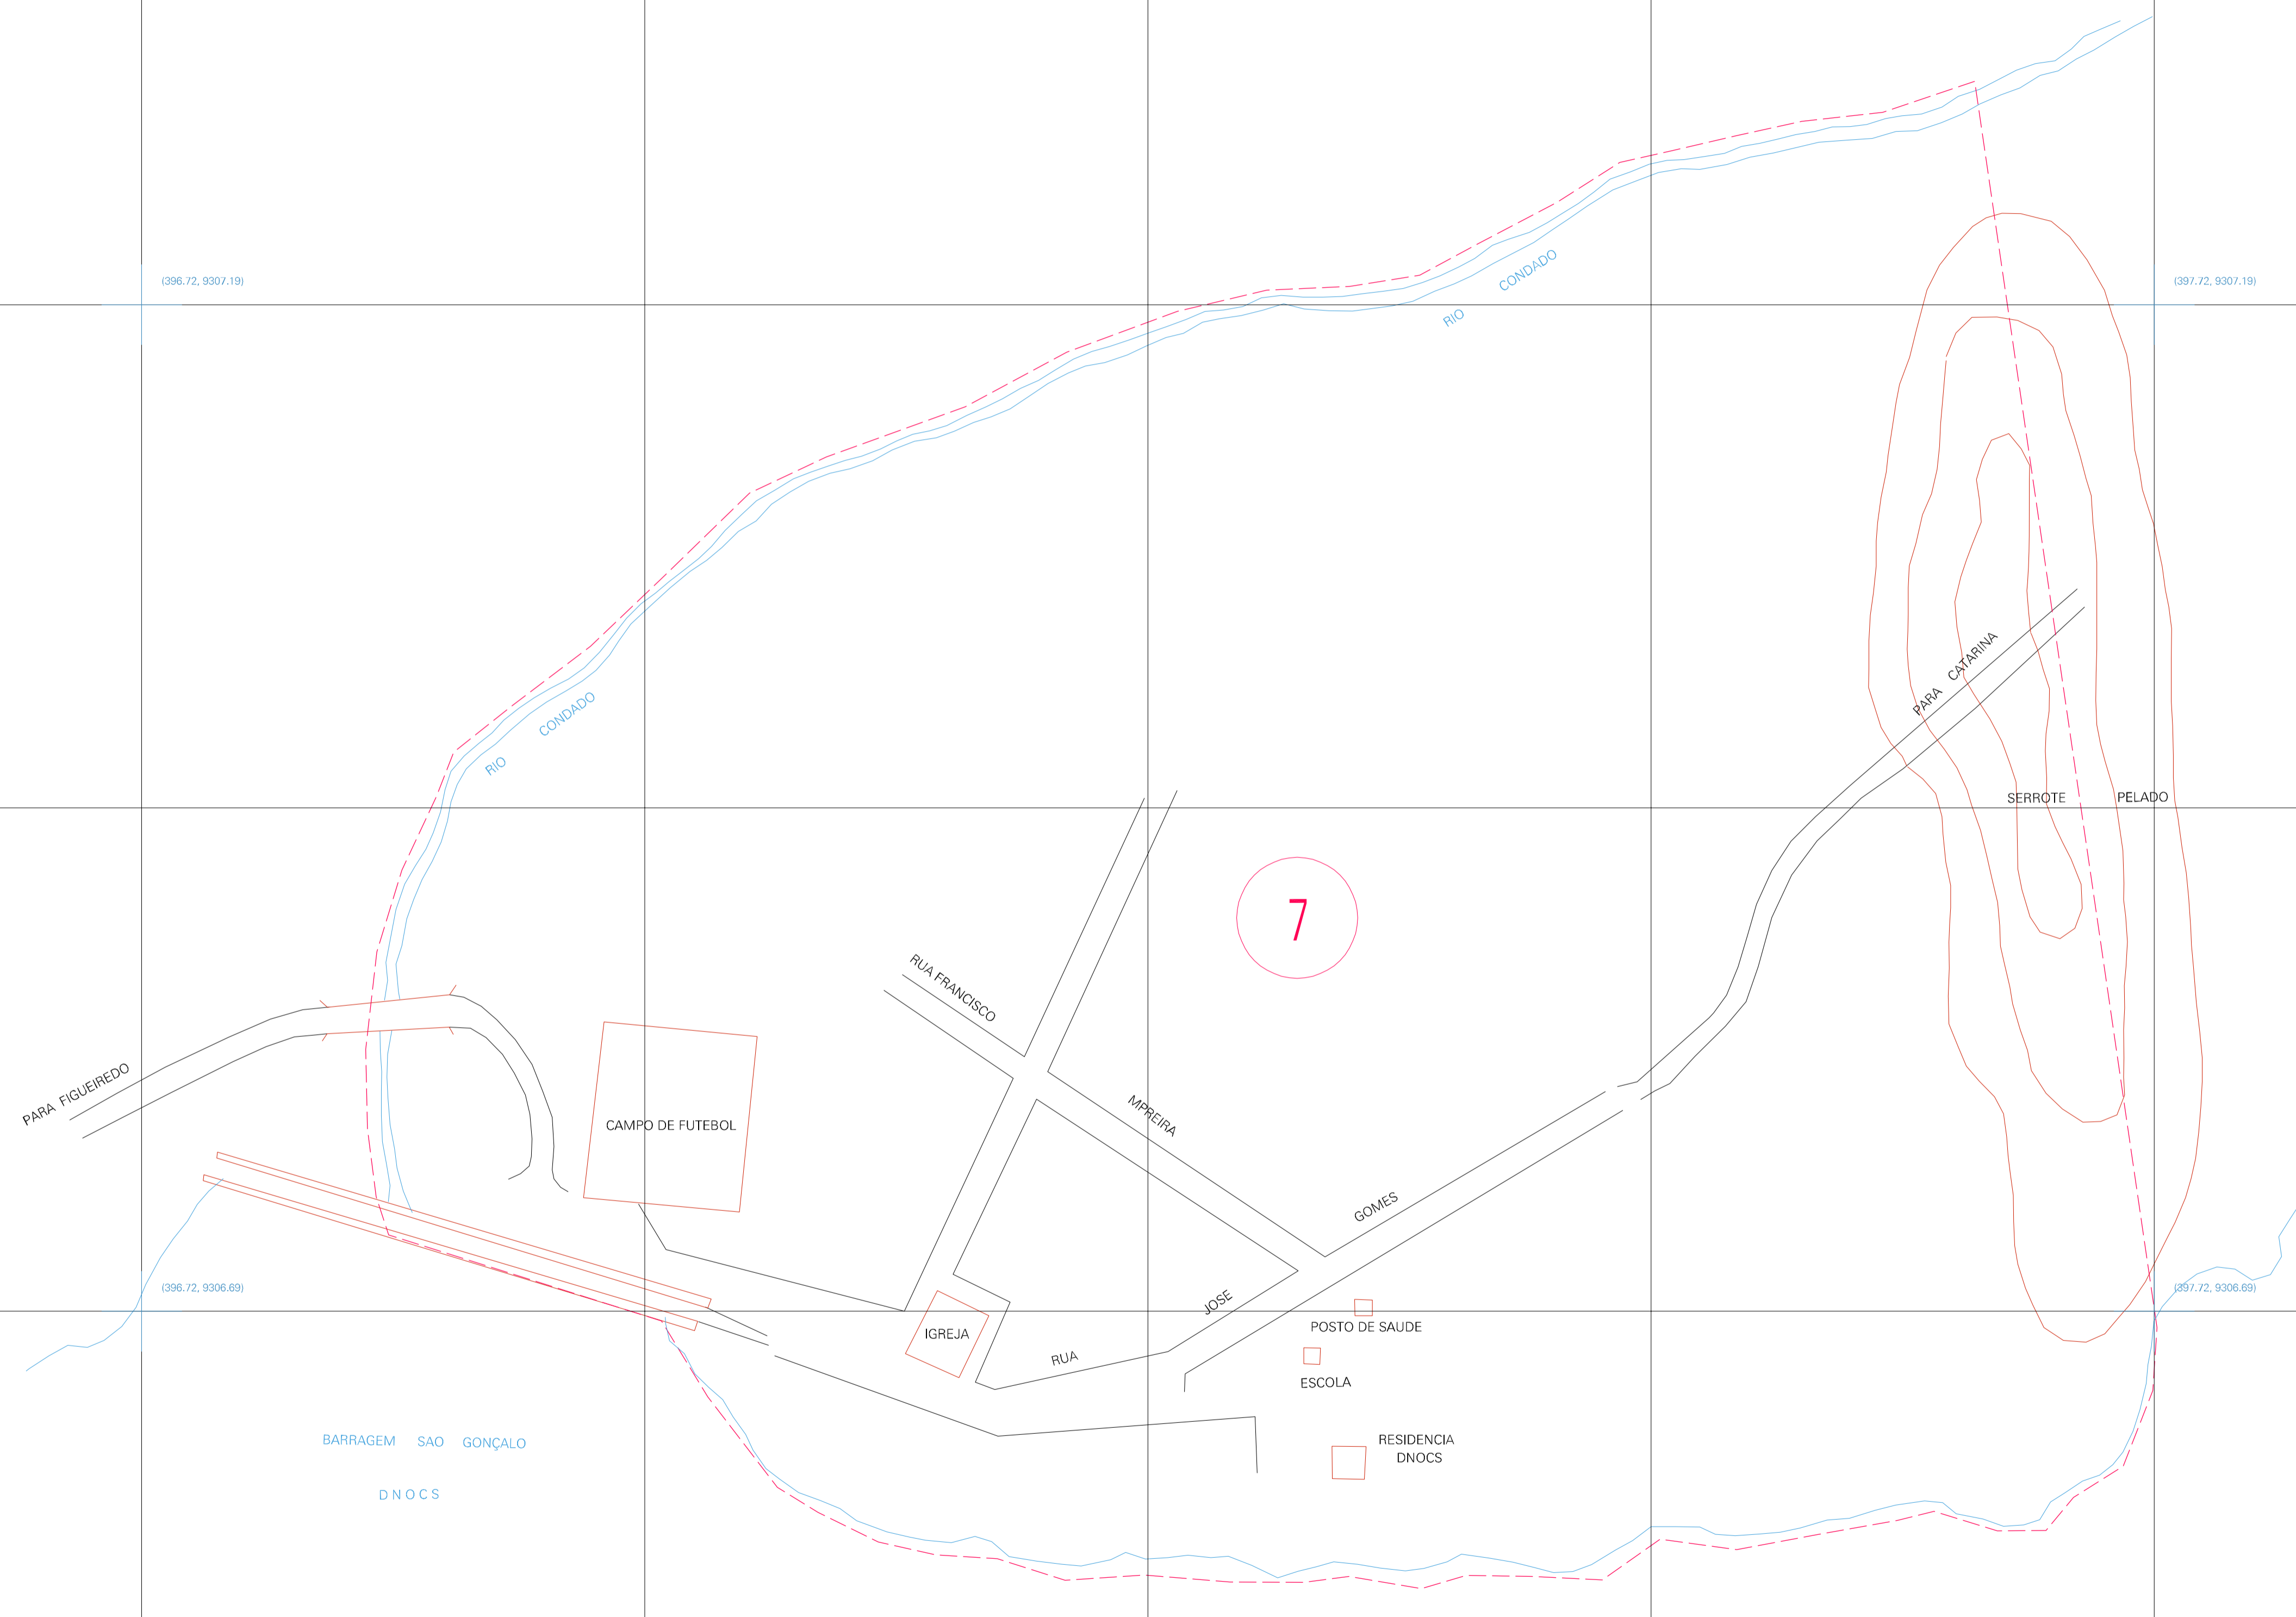 (396.72, 9307.19)
(397.72, 9307.19)
RIO CONDADO
RIO CONDADO
PARA CATARINA
SERROTE PELADO
7
RUA FRANCISCO
MPREIRA
PARA FIGUEIREDO
CAMPO DE FUTEBOL
GOMES
JOSE
RUA
(396.72, 9306.69)
(397.72, 9306.69)
IGREJA
POSTO DE SAUDE
ESCOLA
RESIDENCIA
DNOCS
BARRAGEM SAO GONÇALO
D N O C S